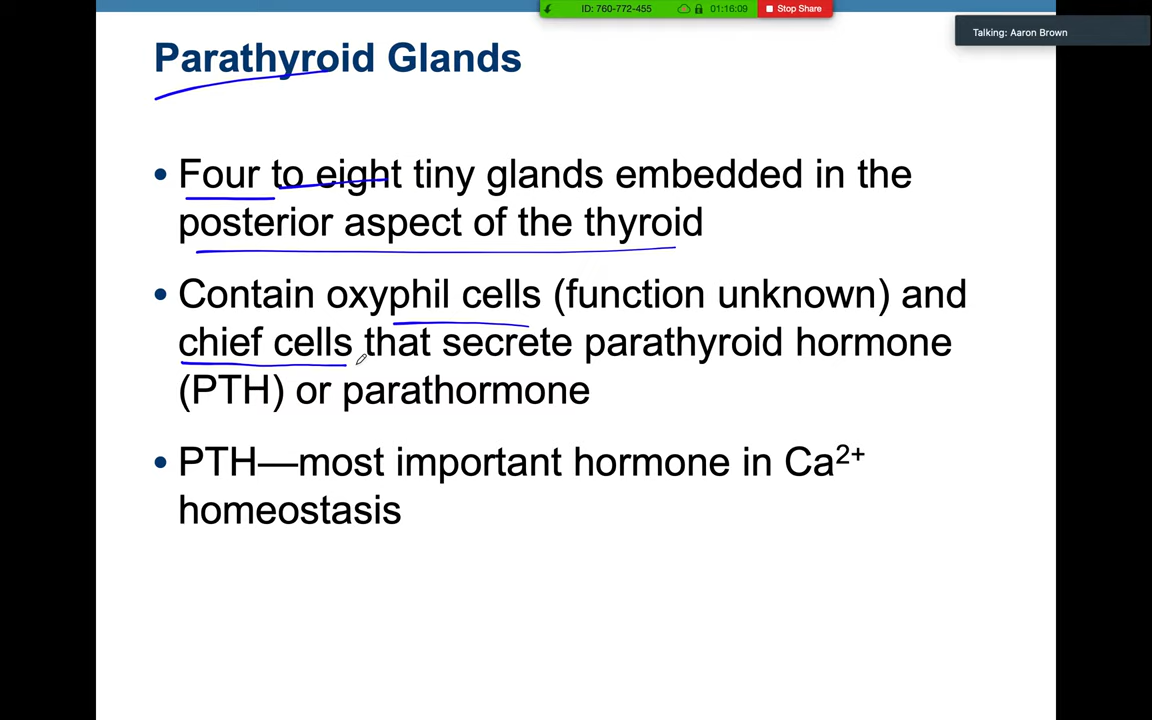 ID: 760-772-455 01:16:09 Stop Share
Talking: Aaron Brown
Parathyroid Glands
• Four to eight tiny glands embedded in the
posterior aspect of the thyroid
• Contain oxyphil cells (function unknown) and
chief cells that secrete parathyroid hormone
(PTH) or parathormone
• PTH—most important hormone in Ca²⁺
homeostasis